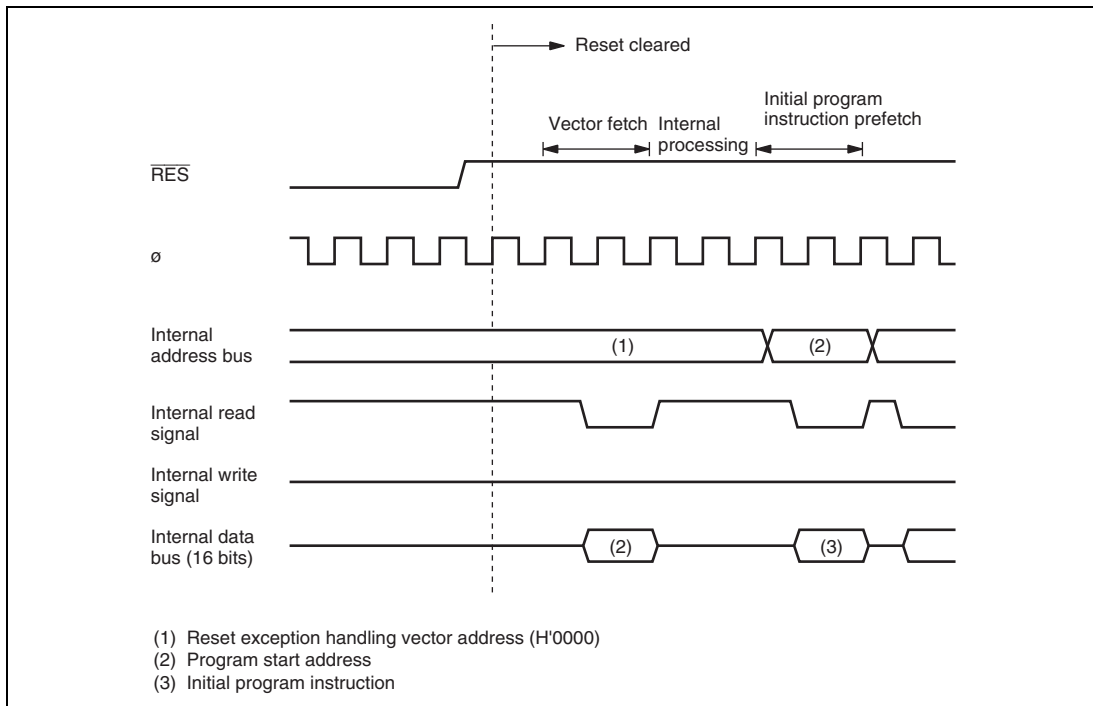 Reset cleared
Initial program
instruction prefetch
Vector fetch
Internal
processing
RES
ø
Internal
address bus
(1)
(2)
Internal read
signal
Internal write
signal
Internal data
bus (16 bits)
(2)
(3)
(1) Reset exception handling vector address (H'0000)
(2) Program start address
(3) Initial program instruction